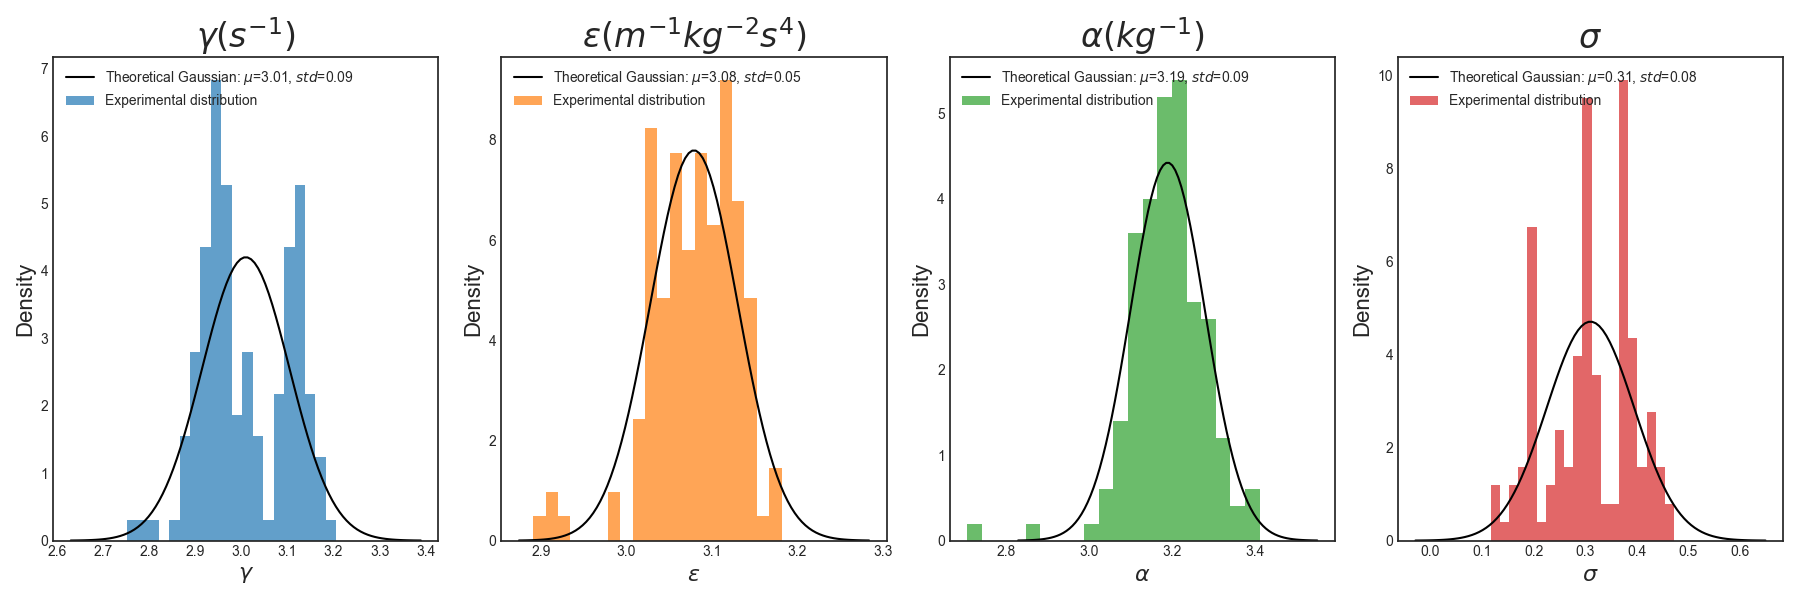 γ(s⁻¹)
Theoretical Gaussian: μ=3.01, std=0.09
Experimental distribution
Density
7
6
5
4
3
2
1
0
2.6 2.7 2.8 2.9 3.0 3.1 3.2 3.3 3.4
γ
ε(m⁻¹kg⁻²s⁴)
Theoretical Gaussian: μ=3.08, std=0.05
Experimental distribution
Density
8
6
4
2
0
2.9 3.0 3.1 3.2 3.3
ε
α(kg⁻¹)
Theoretical Gaussian: μ=3.19, std=0.09
Experimental distribution
Density
5
4
3
2
1
0
2.8 3.0 3.2 3.4
α
σ
Theoretical Gaussian: μ=0.31, std=0.08
Experimental distribution
Density
10
8
6
4
2
0
0.0 0.1 0.2 0.3 0.4 0.5 0.6
σ